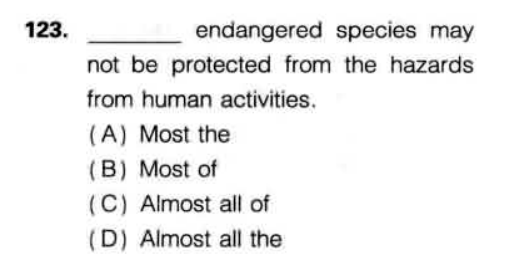 123. ________ endangered species may
not be protected from the hazards
from human activities.
(A) Most the
(B) Most of
(C) Almost all of
(D) Almost all the